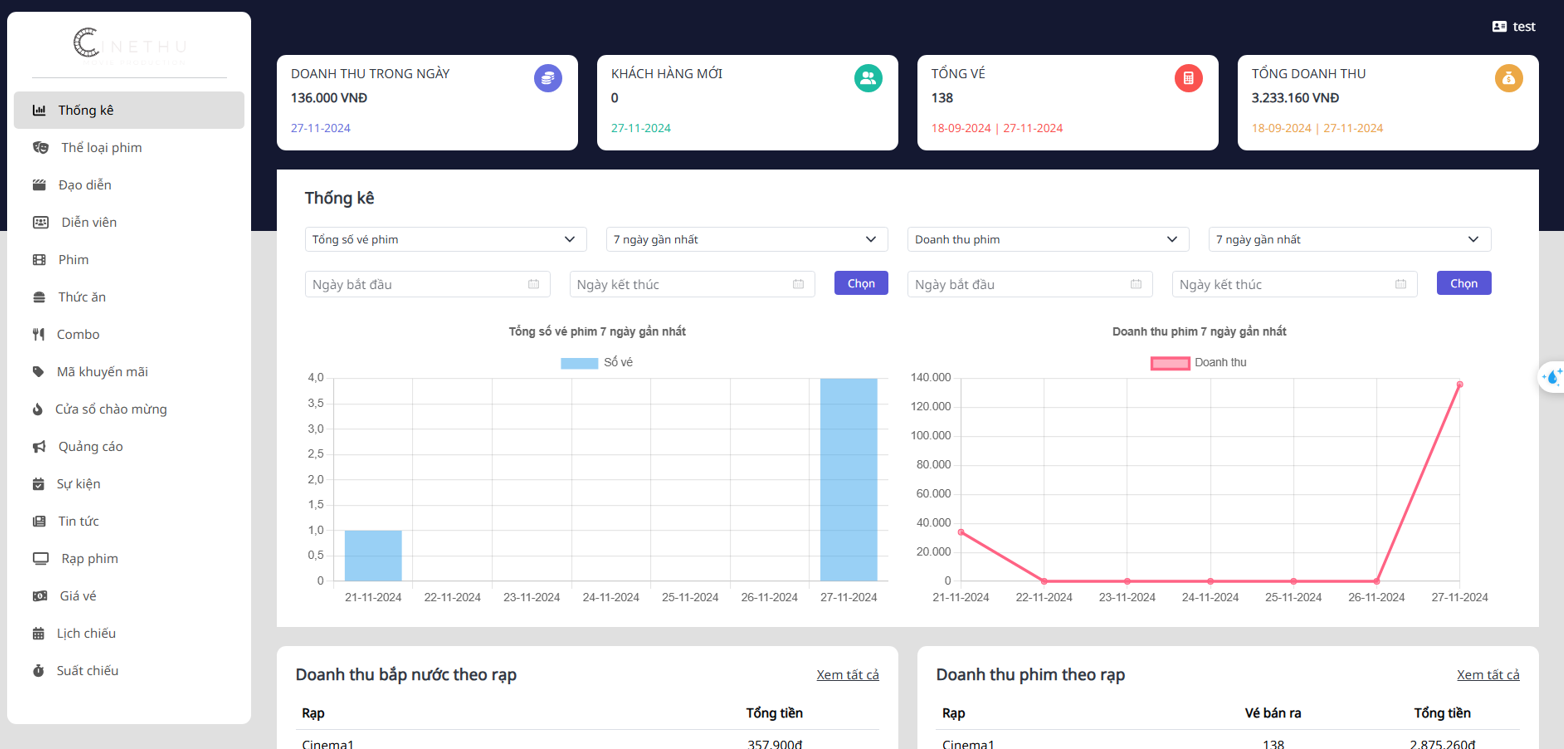 CINETHU
Thống kê
Thể loại phim
Đạo diễn
Diễn viên
Phim
Thức ăn
Combo
Mã khuyến mãi
Cửa sổ chào mừng
Quảng cáo
Sự kiện
Tin tức
Rạp phim
Giá vé
Lịch chiếu
Suất chiếu
test
DOANH THU TRONG NGÀY
136.000 VNĐ
27-11-2024
KHÁCH HÀNG MỚI
0
27-11-2024
TỔNG VÉ
138
18-09-2024 | 27-11-2024
TỔNG DOANH THU
3.233.160 VNĐ
18-09-2024 | 27-11-2024
Thống kê
Tổng số vé phim 7 ngày gần nhất Doanh thu phim 7 ngày gần nhất
Ngày bắt đầu Ngày kết thúc Chọn Ngày bắt đầu Ngày kết thúc Chọn
Tổng số vé phim 7 ngày gần nhất
Số vé
4,0
3,5
3,0
2,5
2,0
1,5
1,0
0,5
0
21-11-2024 22-11-2024 23-11-2024 24-11-2024 25-11-2024 26-11-2024 27-11-2024
Doanh thu phim 7 ngày gần nhất
Doanh thu
140.000
120.000
100.000
80.000
60.000
40.000
20.000
0
21-11-2024 22-11-2024 23-11-2024 24-11-2024 25-11-2024 26-11-2024 27-11-2024
Doanh thu bắp nước theo rạp Xem tất cả
Rạp Tổng tiền
Cinema1 357.900đ
Doanh thu phim theo rạp Xem tất cả
Rạp Vé bán ra Tổng tiền
Cinema1 138 2.875.260đ